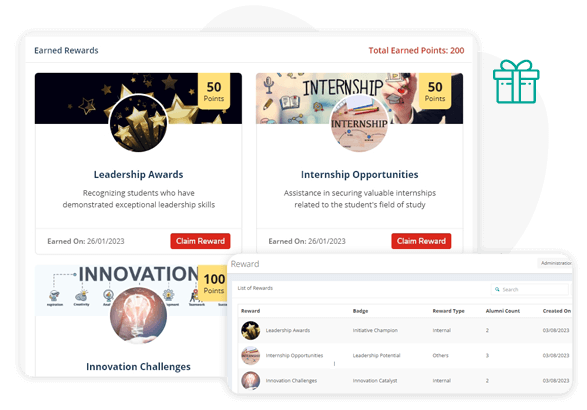 Earned Rewards
Total Earned Points: 200
50
Points
50
Points
INTERNSHIP
INTERNSHIP
Leadership Awards
Internship Opportunities
Recognizing students who have
demonstrated exceptional leadership skills
Assistance in securing valuable internships
related to the student's field of study
Earned On: 26/01/2023
Claim Reward
Earned On: 26/01/2023
Claim Reward
INNOVATION
100
Points
Innovation Challenges
Reward
Administration
List of Rewards
Search
Reward
Badge
Reward Type
Alumni Count
Created On
Leadership Awards
Initiative Champion
Internal
2
03/08/2023
Internship Opportunities
Leadership Potential
Others
3
03/08/2023
Innovation Challenges
Innovation Catalyst
Internal
2
03/08/2023